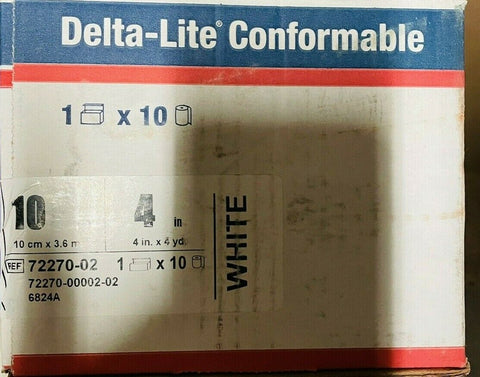 Delta-Lite® Conformable
1 x 10
10 4 in
10 cm x 3.6 m 4 in. x 4 yd.
REF 72270-02 1 x 10
72270-00002-02
6824A
WHITE